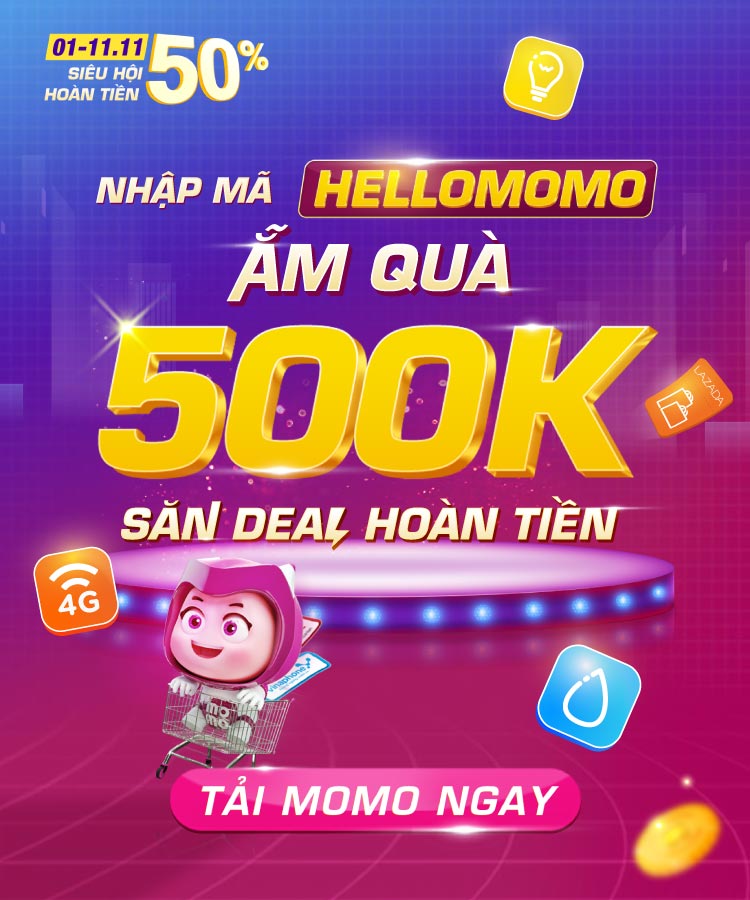 01-11.11
SIÊU HỘI
HOÀN TIỀN
50%
NHẬP MÃ HELLOMOMO
ẴM QUÀ
500K
SĂN DEAL HOÀN TIỀN
LAZADA
4G
vinaphone
mo
mo
TẢI MOMO NGAY